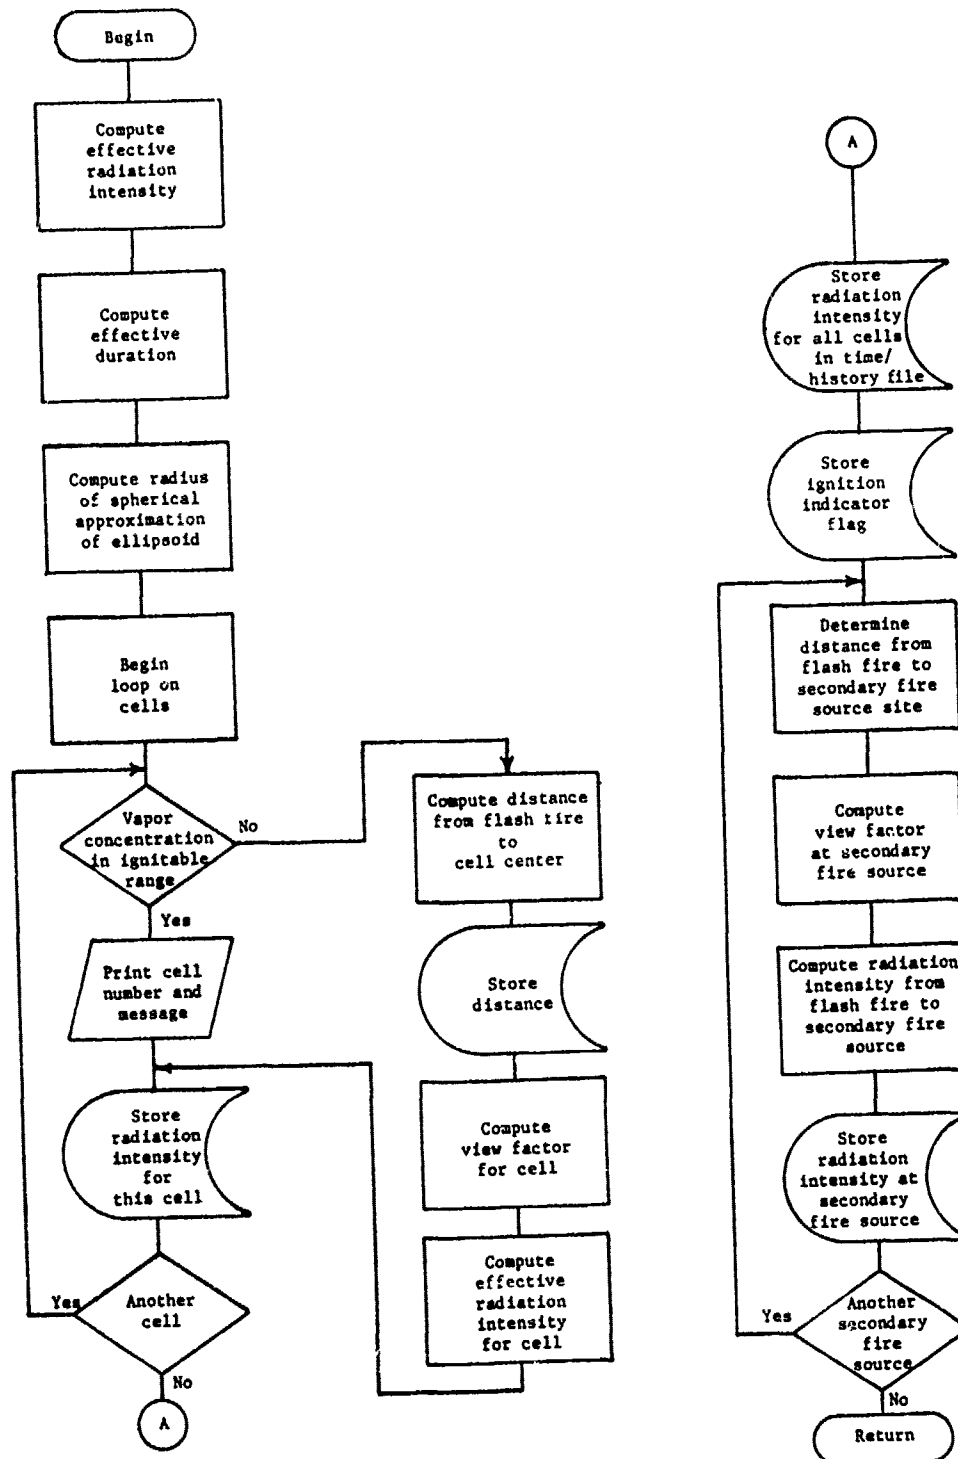 Begin
Compute
effective
radiation
intensity
Compute
effective
duration
Compute radius
of spherical
approximation
of ellipsoid
Begin
loop on
cells
Vapor
concentration
in ignitable
range
No
Yes
Print cell
number and
message
Store
radiation
intensity
for
this cell
Another
cell
Yes
No
A
Compute distance
from flash fire
to
cell center
Store
distance
Compute
view factor
for cell
Compute
effective
radiation
intensity
for cell
A
Store
radiation
intensity
for all cells
in time/
history file
Store
ignition
indicator
flag
Determine
distance from
flash fire to
secondary fire
source site
Compute
view factor
at secondary
fire source
Compute radiation
intensity from
flash fire to
secondary fire
source
Store
radiation
intensity at
secondary
fire source
Another
secondary
fire
source
Yes
No
Return